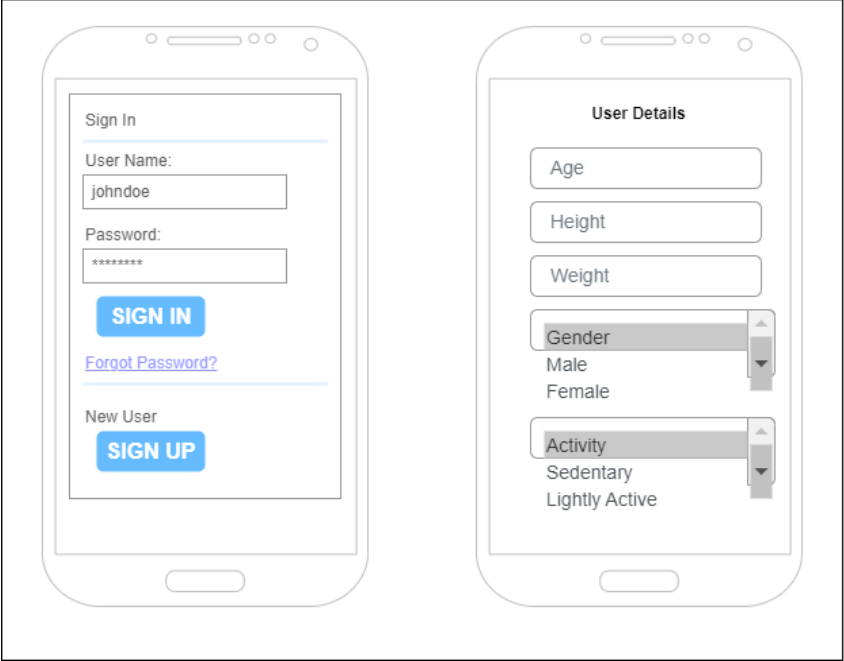 Sign In
User Name:
johndoe
Password:
********
SIGN IN
Forgot Password?
New User
SIGN UP
User Details
Age
Height
Weight
Gender
Male
Female
Activity
Sedentary
Lightly Active